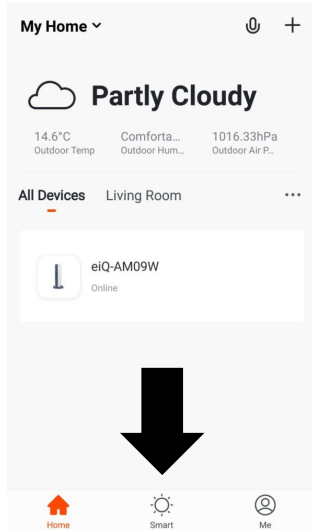 My Home
Partly Cloudy
14.6°C Comforta... 1016.33hPa
Outdoor Temp Outdoor Hum... Outdoor Air P...
All Devices Living Room
eiQ-AM09W
Online
Home Smart Me